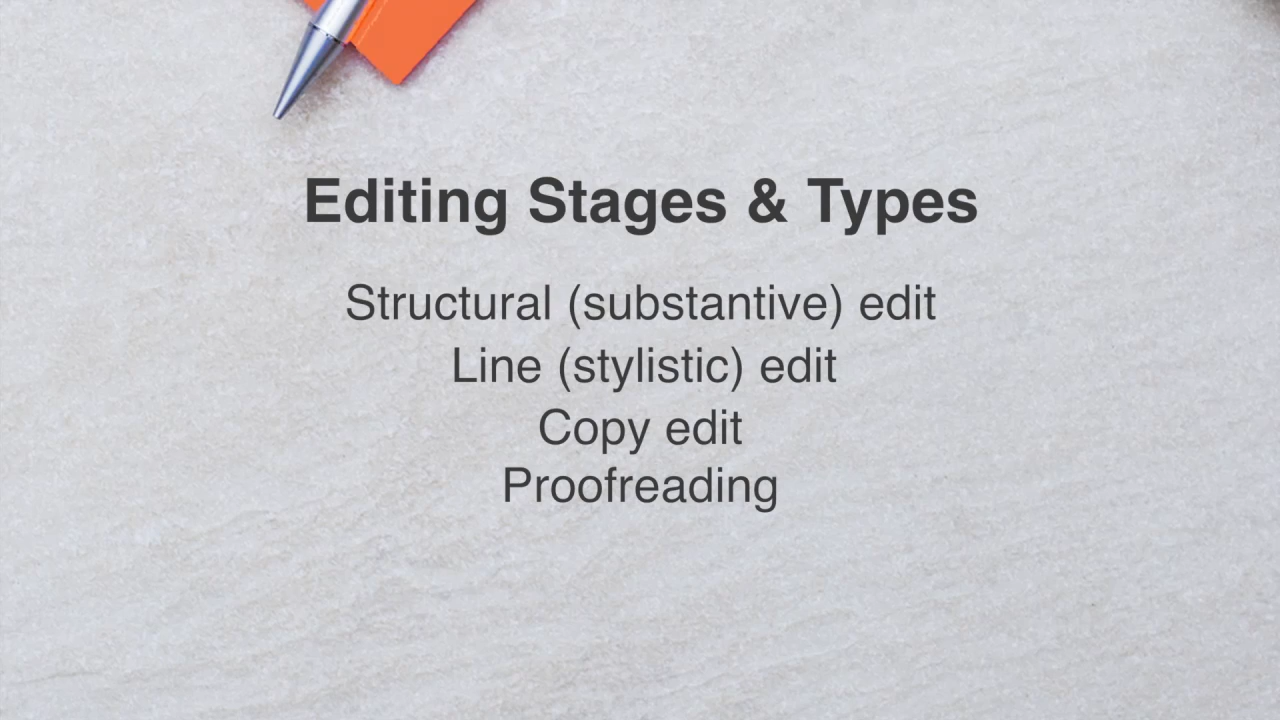 Editing Stages & Types
Structural (substantive) edit
Line (stylistic) edit
Copy edit
Proofreading